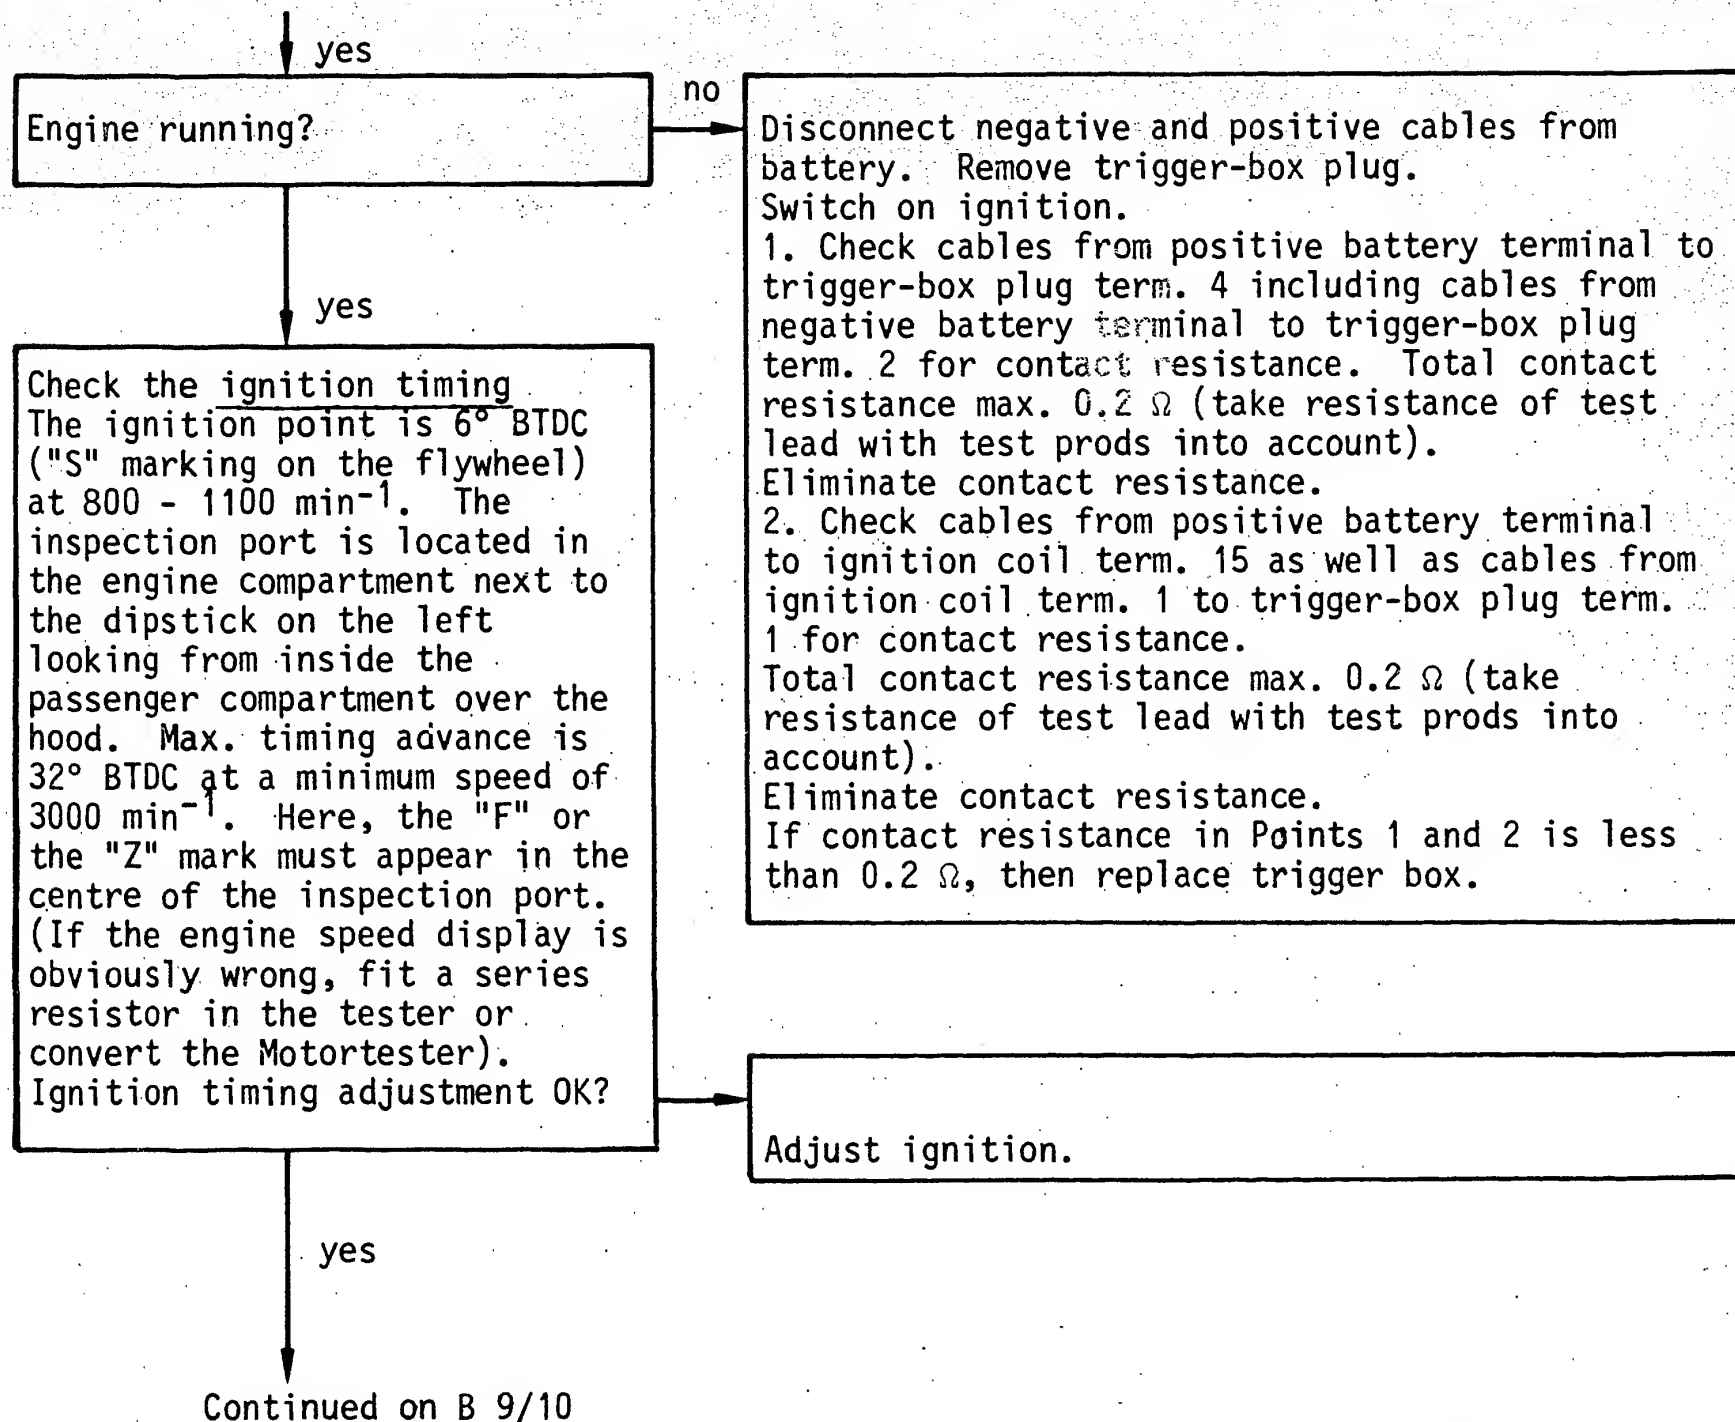 yes
Engine running?
no
Disconnect negative and positive cables from
battery. Remove trigger-box plug.
Switch on ignition.
1. Check cables from positive battery terminal to
trigger-box plug term. 4 including cables from
negative battery terminal to trigger-box plug
term. 2 for contact resistance. Total contact
resistance max. 0.2 Ω (take resistance of test
lead with test prods into account).
Eliminate contact resistance.
2. Check cables from positive battery terminal
to ignition coil term. 15 as well as cables from
ignition coil term. 1 to trigger-box plug term.
1 for contact resistance.
Total contact resistance max. 0.2 Ω (take
resistance of test lead with test prods into
account).
Eliminate contact resistance.
If contact resistance in Points 1 and 2 is less
than 0.2 Ω, then replace trigger box.
yes
Check the ignition timing
The ignition point is 6° BTDC
("S" marking on the flywheel)
at 800 - 1100 min⁻¹. The
inspection port is located in
the engine compartment next to
the dipstick on the left
looking from inside the
passenger compartment over the
hood. Max. timing advance is
32° BTDC at a minimum speed of
3000 min⁻¹. Here, the "F" or
the "Z" mark must appear in the
centre of the inspection port.
(If the engine speed display is
obviously wrong, fit a series
resistor in the tester or
convert the Motortester).
Ignition timing adjustment OK?
Adjust ignition.
yes
Continued on B 9/10